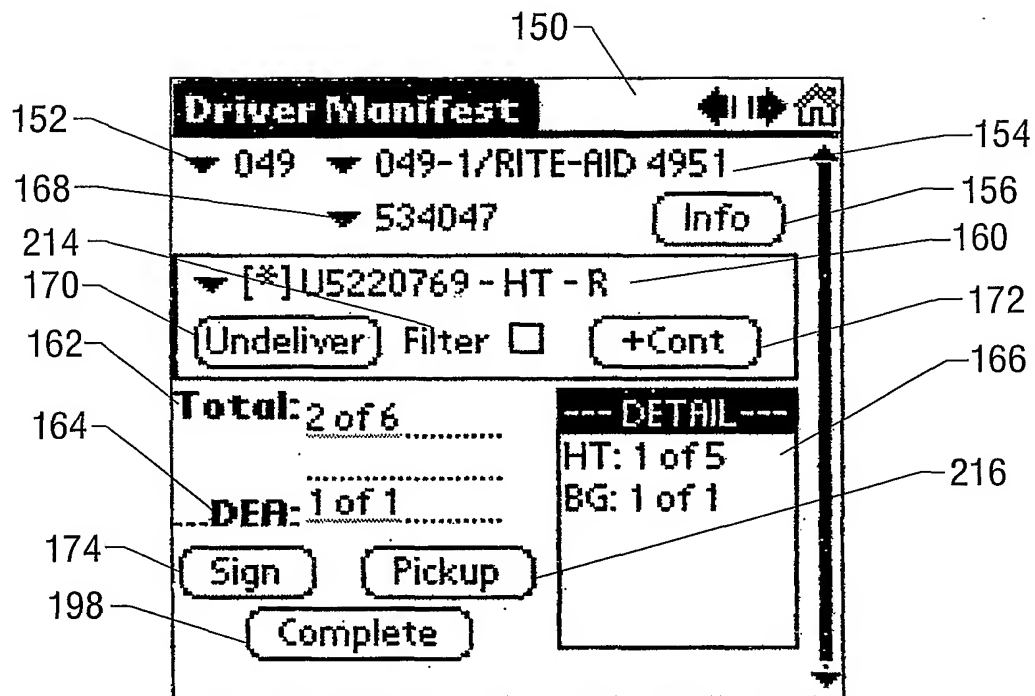 150
Driver Manifest
152
049 049-1/RITE-AID 4951
154
168
534047 Info
156
214
160
[*] U5220769 - HT - R
170
172
Undeliver Filter +Cont
162
166
Total: 2 of 6
--- DETAIL ---
164
HT: 1 of 5
BG: 1 of 1
216
DEA: 1 of 1
174
Sign Pickup
198
Complete